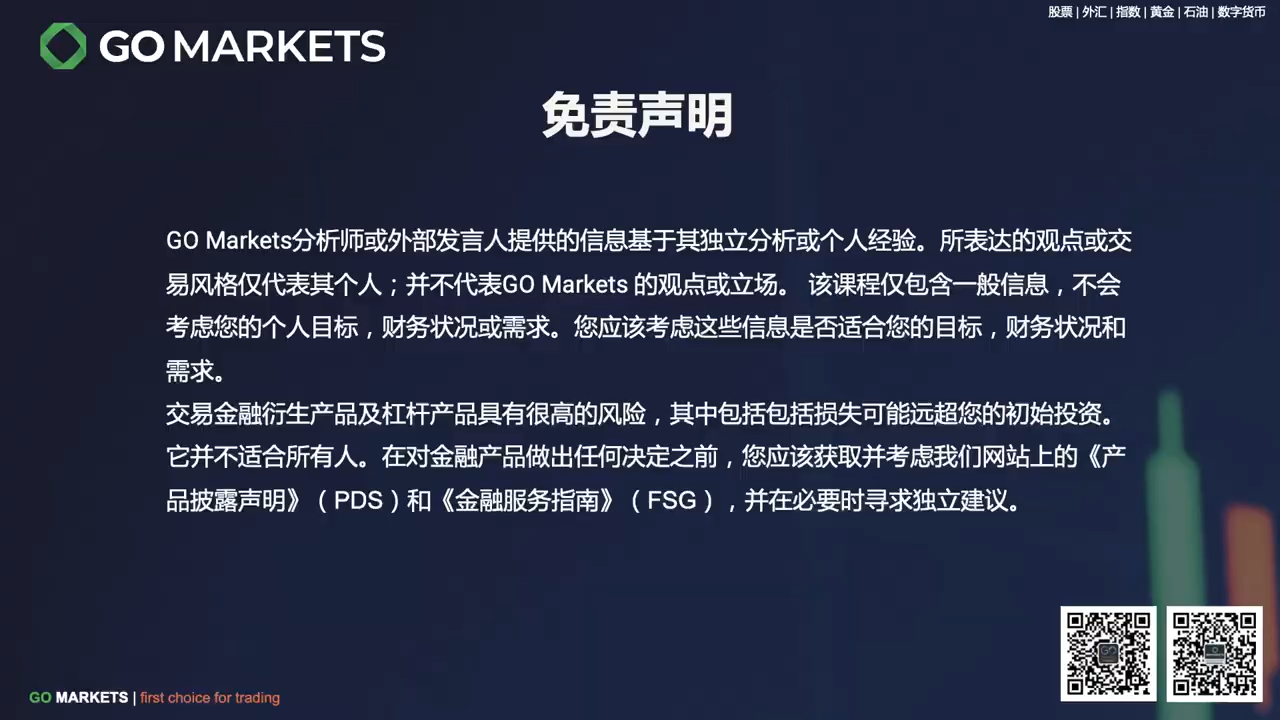 股票 | 外汇 | 指数 | 黄金 | 石油 | 数字货币
GO MARKETS
免责声明
GO Markets分析师或外部发言人提供的信息基于其独立分析或个人经验。所表达的观点或交
易风格仅代表其个人；并不代表GO Markets 的观点或立场。 该课程仅包含一般信息，不会
考虑您的个人目标，财务状况或需求。您应该考虑这些信息是否适合您的目标，财务状况和
需求。
交易金融衍生产品及杠杆产品具有很高的风险，其中包括包括损失可能远超您的初始投资。
它并不适合所有人。在对金融产品做出任何决定之前，您应该获取并考虑我们网站上的《产
品披露声明》（PDS）和《金融服务指南》（FSG），并在必要时寻求独立建议。
GO MARKETS | first choice for trading